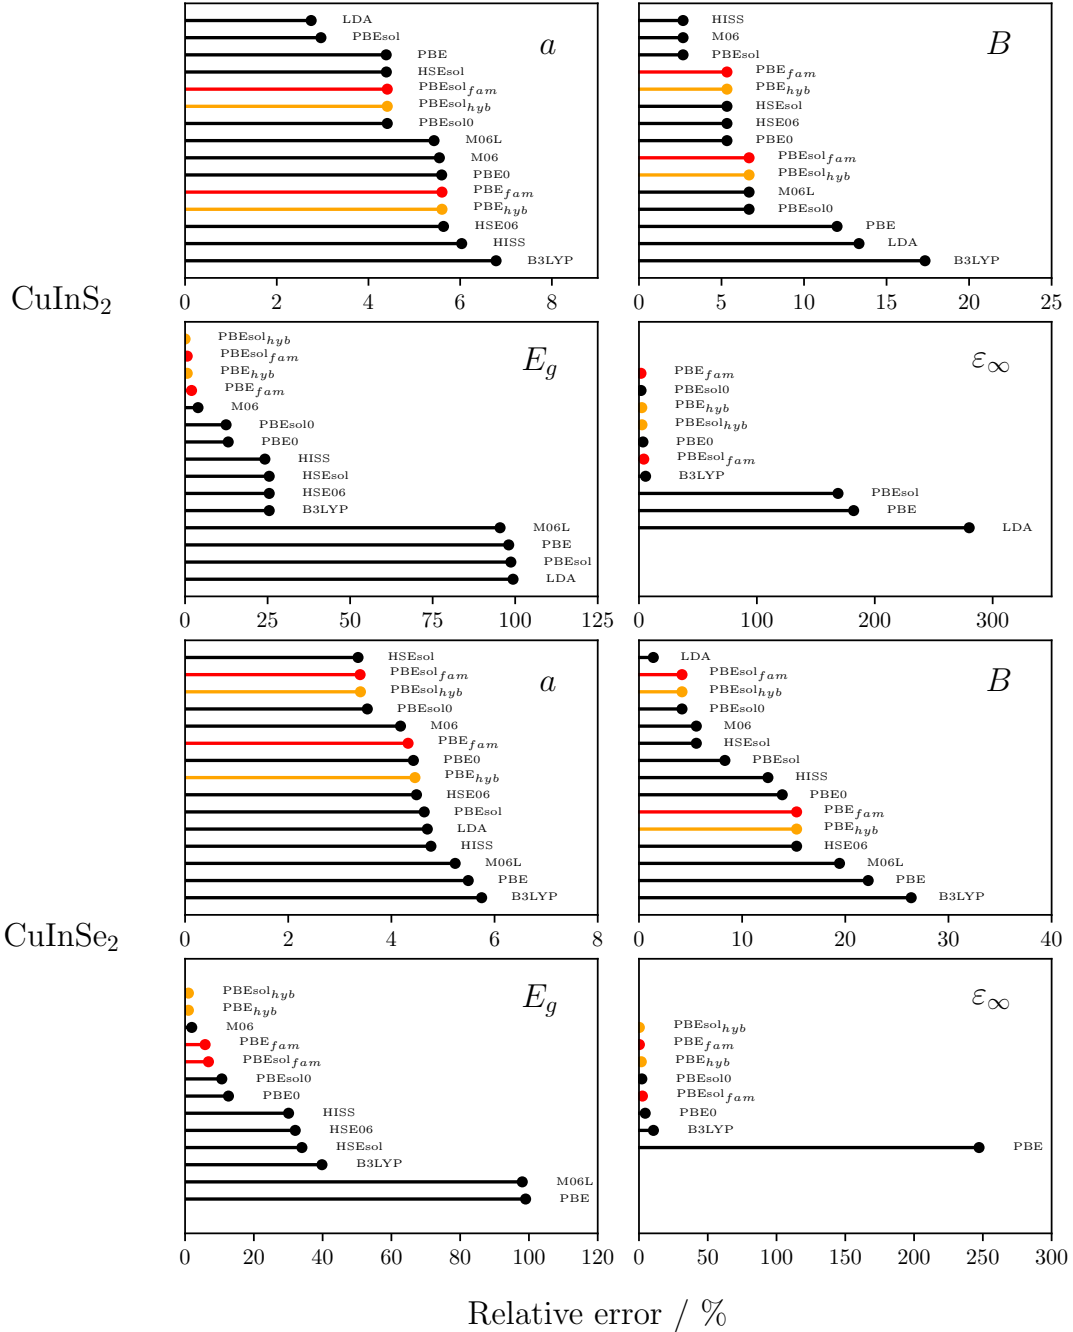 LDA
PBEsol
PBE
HSEsol
PBEsol_fam
PBEsol_hyb
PBEsol0
M06L
M06
PBE0
PBE_fam
PBE_hyb
HSE06
HISS
B3LYP
a
0 2 4 6 8
HISS
M06
PBEsol
PBE_fam
PBE_hyb
HSEsol
HSE06
PBE0
PBEsol_fam
PBEsol_hyb
M06L
PBEsol0
PBE
LDA
B3LYP
B
0 5 10 15 20 25
CuInS₂
PBEsol_hyb
PBEsol_fam
PBE_hyb
PBE_fam
M06
PBEsol0
PBE0
HISS
HSEsol
HSE06
B3LYP
M06L
PBE
PBEsol
LDA
E_g
0 25 50 75 100 125
PBE_fam
PBEsol0
PBE_hyb
PBEsol_hyb
PBE0
PBEsol_fam
B3LYP
PBEsol
PBE
LDA
ε_∞
0 100 200 300
HSEsol
PBEsol_fam
PBEsol_hyb
PBEsol0
M06
PBE_fam
PBE0
PBE_hyb
HSE06
PBEsol
LDA
HISS
M06L
PBE
B3LYP
a
0 2 4 6 8
LDA
PBEsol_fam
PBEsol_hyb
PBEsol0
M06
HSEsol
PBEsol
HISS
PBE0
PBE_fam
PBE_hyb
HSE06
M06L
PBE
B3LYP
B
0 10 20 30 40
CuInSe₂
PBEsol_hyb
PBE_hyb
M06
PBE_fam
PBEsol_fam
PBEsol0
PBE0
HISS
HSE06
HSEsol
B3LYP
M06L
PBE
E_g
0 20 40 60 80 100 120
PBEsol_hyb
PBE_fam
PBE_hyb
PBEsol0
PBEsol_fam
PBE0
B3LYP
PBE
ε_∞
0 50 100 150 200 250 300
Relative error / %